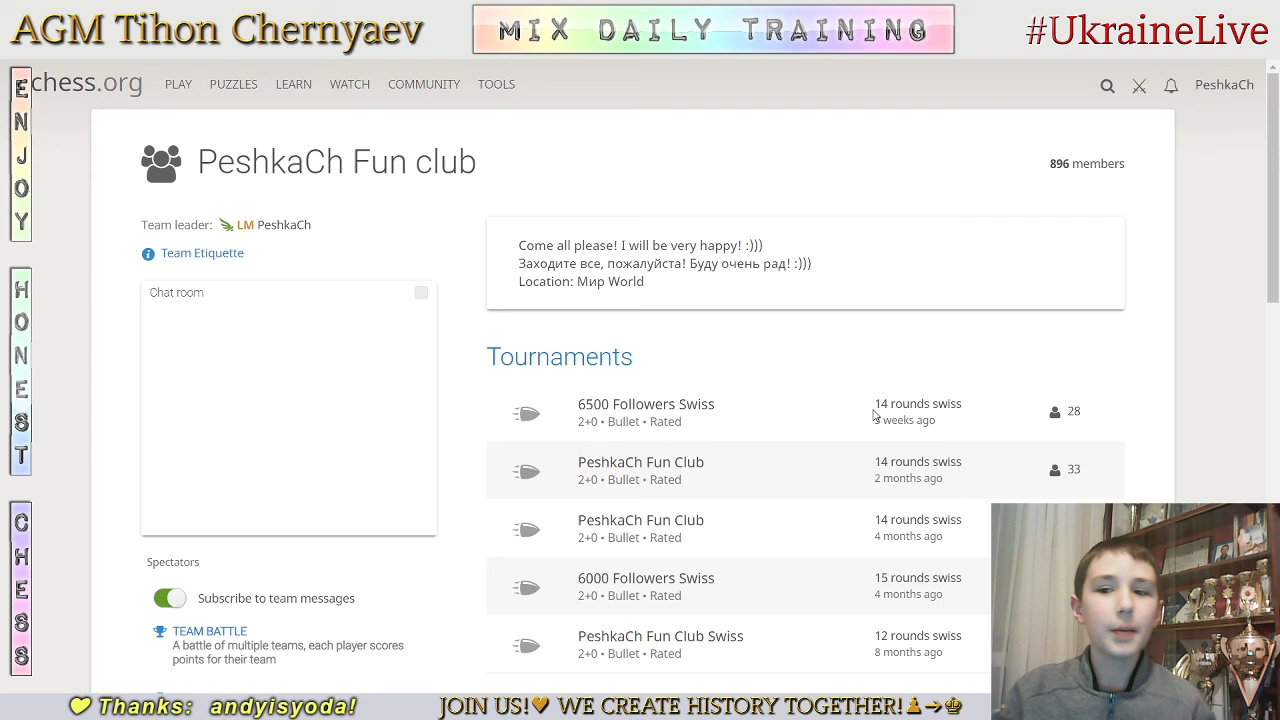 AGM Tihon Chernyaev
MIX DAILY TRAINING
#UkraineLive
chess.org
PLAY PUZZLES LEARN WATCH COMMUNITY TOOLS
PeshkaCh
ENJOY
HONEST
CHESS
PeshkaCh Fun club
896 members
Team leader: LM PeshkaCh
Team Etiquette
Chat room
Come all please! I will be very happy! :)))
Заходите все, пожалуйста! Буду очень рад! :)))
Location: Мир World
Tournaments
6500 Followers Swiss 14 rounds swiss 28
2+0 • Bullet • Rated weeks ago
PeshkaCh Fun Club 14 rounds swiss 33
2+0 • Bullet • Rated 2 months ago
PeshkaCh Fun Club 14 rounds swiss
2+0 • Bullet • Rated 4 months ago
6000 Followers Swiss 15 rounds swiss
2+0 • Bullet • Rated 4 months ago
PeshkaCh Fun Club Swiss 12 rounds swiss
2+0 • Bullet • Rated 8 months ago
Spectators
Subscribe to team messages
TEAM BATTLE
A battle of multiple teams, each player scores
points for their team
Thanks: andyisyoda!
JOIN US!🧡 WE CREATE HISTORY TOGETHER!♟→♚